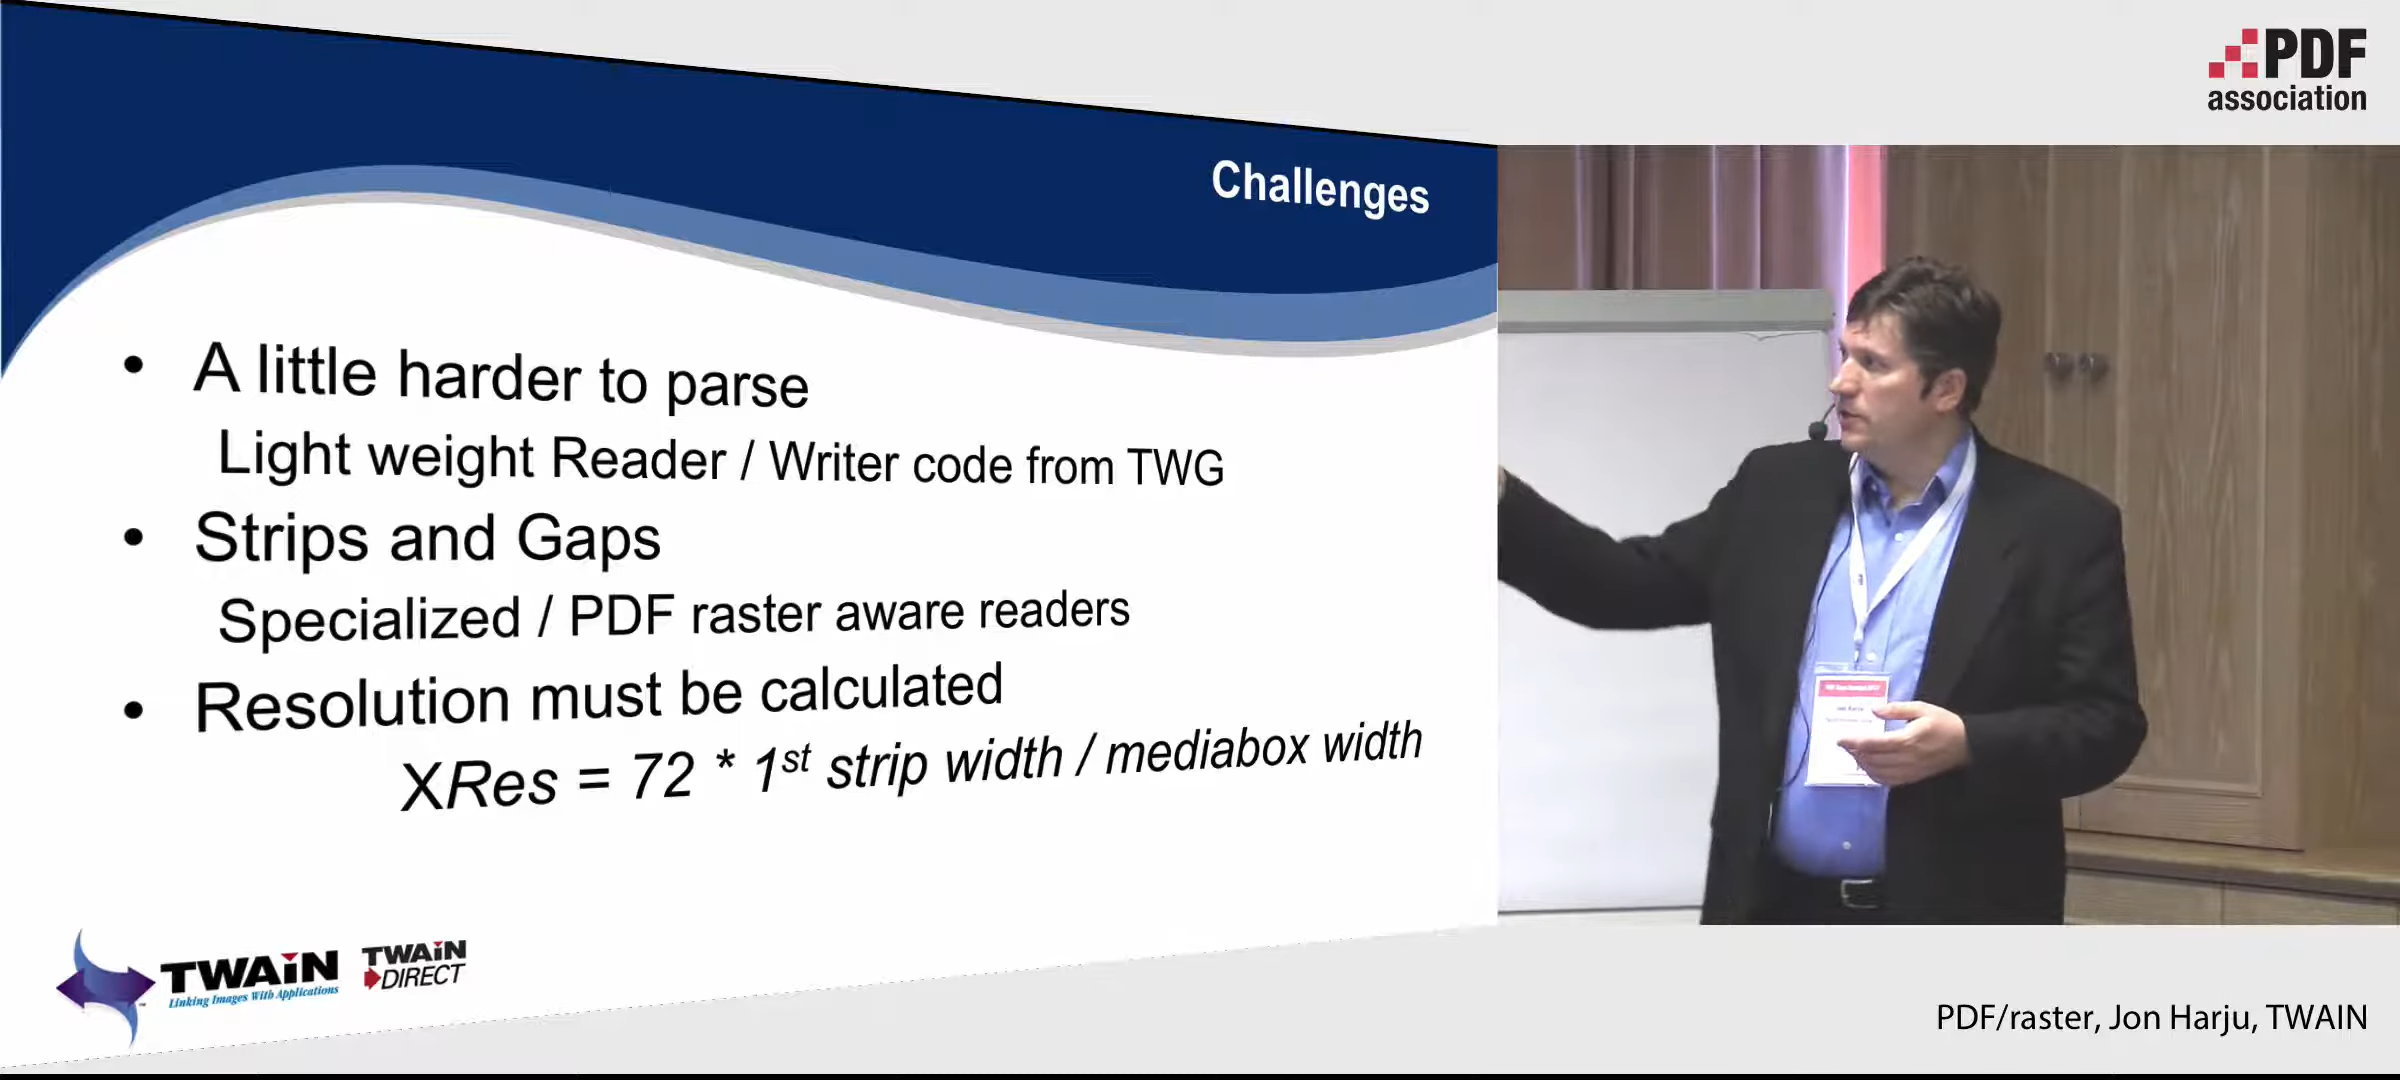 PDF
association
Challenges
• A little harder to parse
Light weight Reader / Writer code from TWG
• Strips and Gaps
Specialized / PDF raster aware readers
• Resolution must be calculated
XRes = 72 * 1st strip width / mediabox width
TWAiN
Linking Images With Applications
TWAiN
DIRECT
PDF/raster, Jon Harju, TWAIN